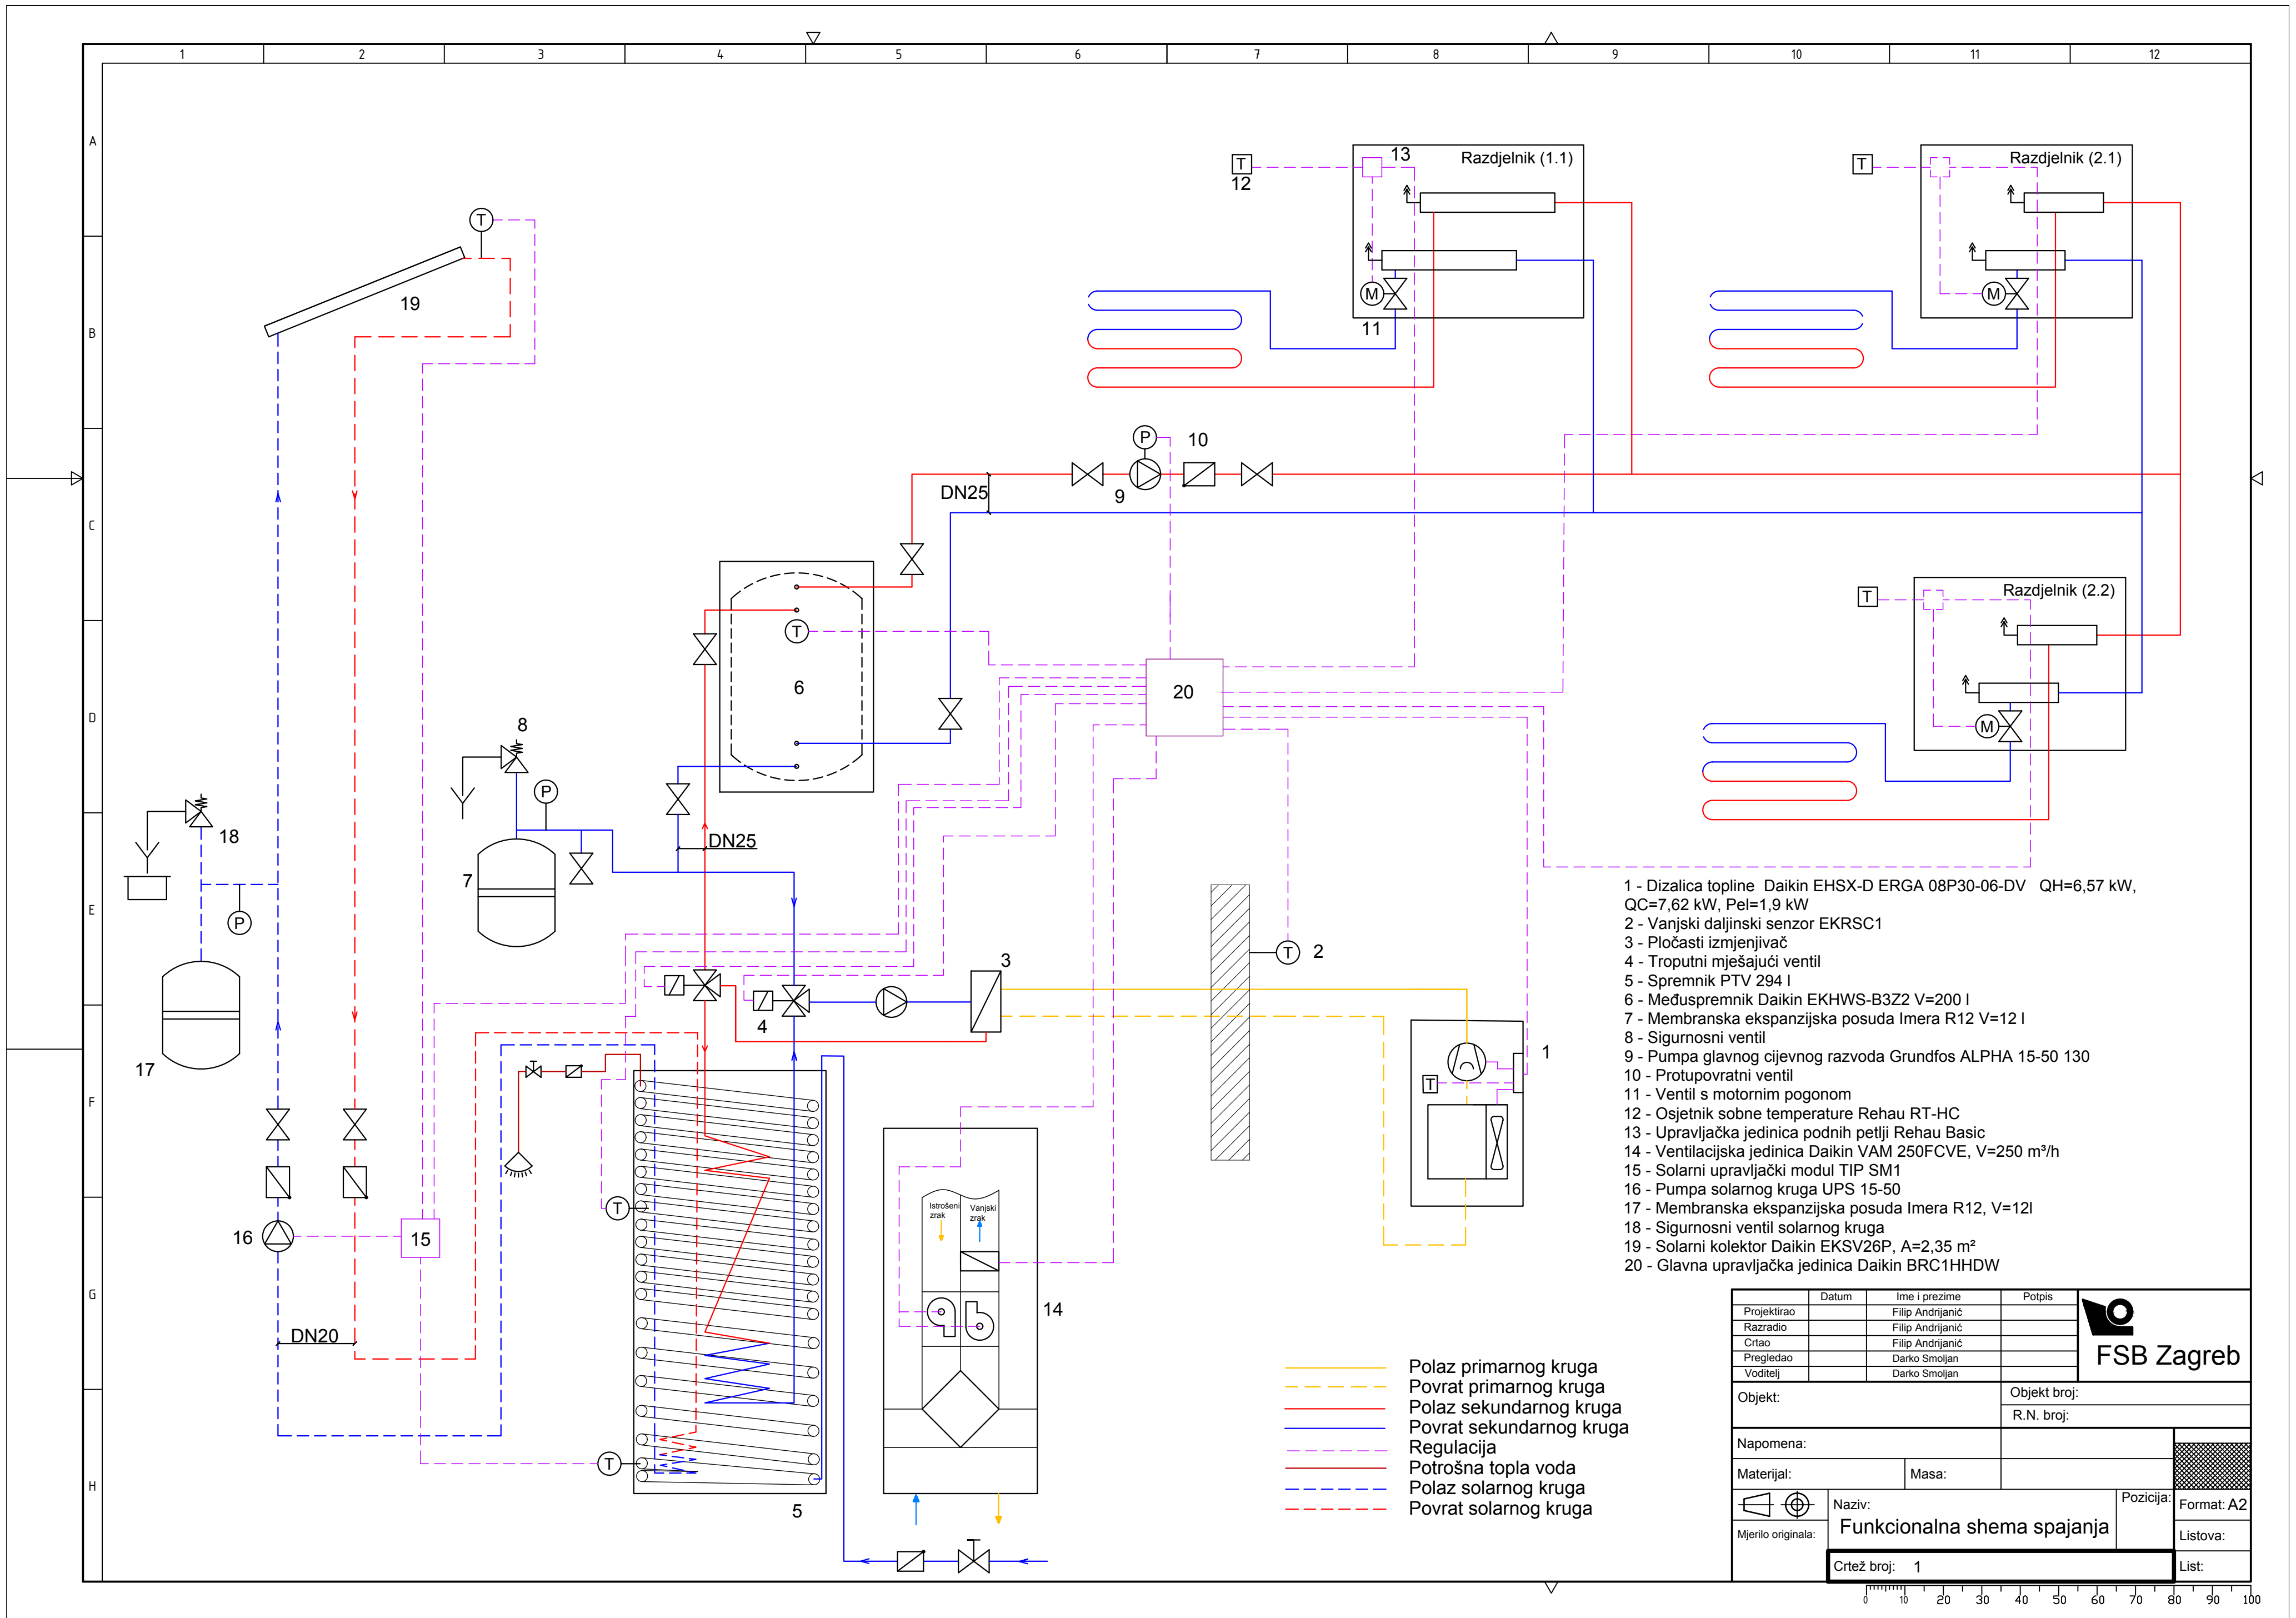 1 2 3 4 5 6 7 8 9 10 11 12
A
B
C
D
E
F
G
H
T
19
T
12
13
Razdjelnik (1.1)
M
11
T
Razdjelnik (2.1)
M
P
10
9
DN25
T
Razdjelnik (2.2)
M
T
6
20
8
P
7
DN25
18
P
17
3
4
T
2
1
T
16
15
DN20
T
T
5
Istrošeni
zrak
Vanjski
zrak
14
1 - Dizalica topline Daikin EHSX-D ERGA 08P30-06-DV QH=6,57 kW,
QC=7,62 kW, Pel=1,9 kW
2 - Vanjski daljinski senzor EKRSC1
3 - Pločasti izmjenjivač
4 - Troputni mješajući ventil
5 - Spremnik PTV 294 l
6 - Međuspremnik Daikin EKHWS-B3Z2 V=200 l
7 - Membranska ekspanzijska posuda Imera R12 V=12 l
8 - Sigurnosni ventil
9 - Pumpa glavnog cijevnog razvoda Grundfos ALPHA 15-50 130
10 - Protupovratni ventil
11 - Ventil s motornim pogonom
12 - Osjetnik sobne temperature Rehau RT-HC
13 - Upravljačka jedinica podnih petlji Rehau Basic
14 - Ventilacijska jedinica Daikin VAM 250FCVE, V=250 m³/h
15 - Solarni upravljački modul TIP SM1
16 - Pumpa solarnog kruga UPS 15-50
17 - Membranska ekspanzijska posuda Imera R12, V=12l
18 - Sigurnosni ventil solarnog kruga
19 - Solarni kolektor Daikin EKSV26P, A=2,35 m²
20 - Glavna upravljačka jedinica Daikin BRC1HHDW
Polaz primarnog kruga
Povrat primarnog kruga
Polaz sekundarnog kruga
Povrat sekundarnog kruga
Regulacija
Potrošna topla voda
Polaz solarnog kruga
Povrat solarnog kruga
Datum Ime i prezime Potpis
Projektirao Filip Andrijanić
Razradio Filip Andrijanić
Crtao Filip Andrijanić
Pregledao Darko Smoljan
Voditelj Darko Smoljan
FSB Zagreb
Objekt:
Objekt broj:
R.N. broj:
Napomena:
Materijal: Masa:
Naziv:
Funkcionalna shema spajanja
Pozicija:
Format: A2
Mjerilo originala:
Listova:
Crtež broj: 1
List:
0 10 20 30 40 50 60 70 80 90 100